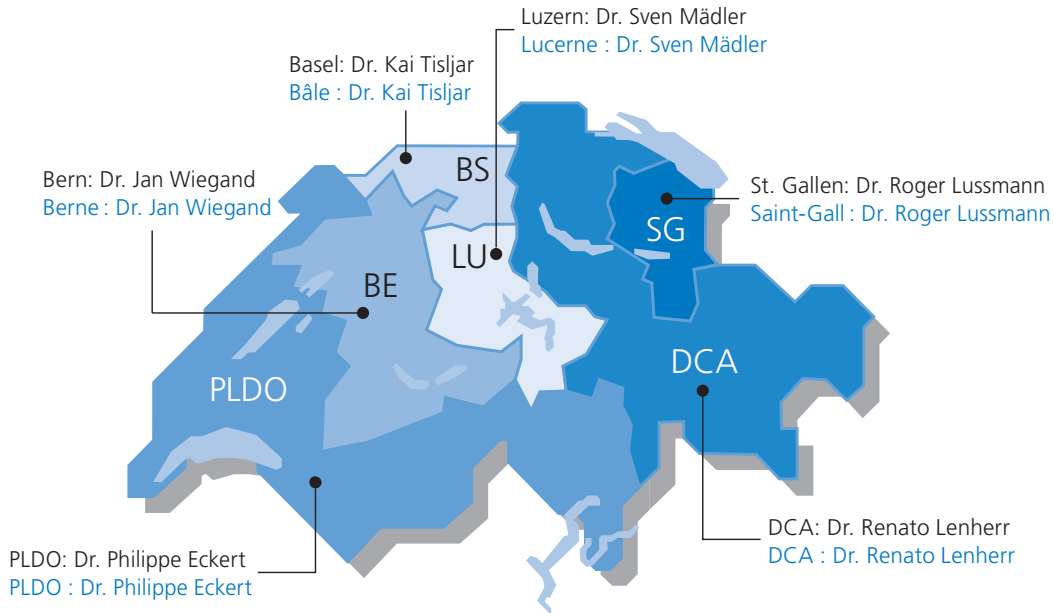 Luzern: Dr. Sven Mädler
Lucerne : Dr. Sven Mädler
Basel: Dr. Kai Tisljar
Bâle : Dr. Kai Tisljar
BS
Bern: Dr. Jan Wiegand
Berne : Dr. Jan Wiegand
St. Gallen: Dr. Roger Lussmann
Saint-Gall : Dr. Roger Lussmann
SG
LU
BE
DCA
PLDO
DCA: Dr. Renato Lenherr
DCA : Dr. Renato Lenherr
PLDO: Dr. Philippe Eckert
PLDO : Dr. Philippe Eckert